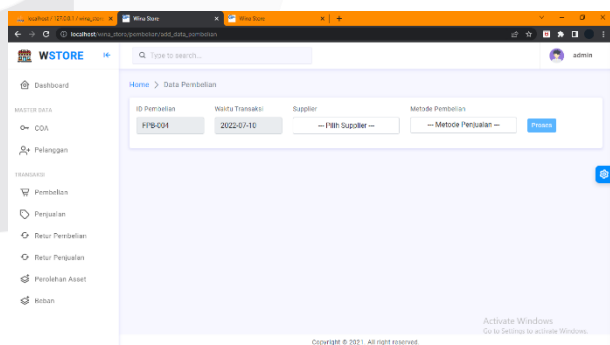 localhost / 127.0.0.1 / wina_store
Wina Store
Wina Store
localhost/wina_store/pembelian/add_data_pembelian
WSTORE
Type to search...
admin
Dashboard
Home > Data Pembelian
MASTER DATA
COA
Pelanggan
ID Pembelian
Waktu Transaksi
Supplier
Metode Pembelian
FPB-004
2022-07-10
--- Pilih Supplier ---
--- Metode Penjualan ---
Proses
TRANSAKSI
Pembelian
Penjualan
Retur Pembelian
Retur Penjualan
Perolehan Asset
Beban
Activate Windows
Go to Settings to activate Windows.
Copyright © 2021. All right reserved.